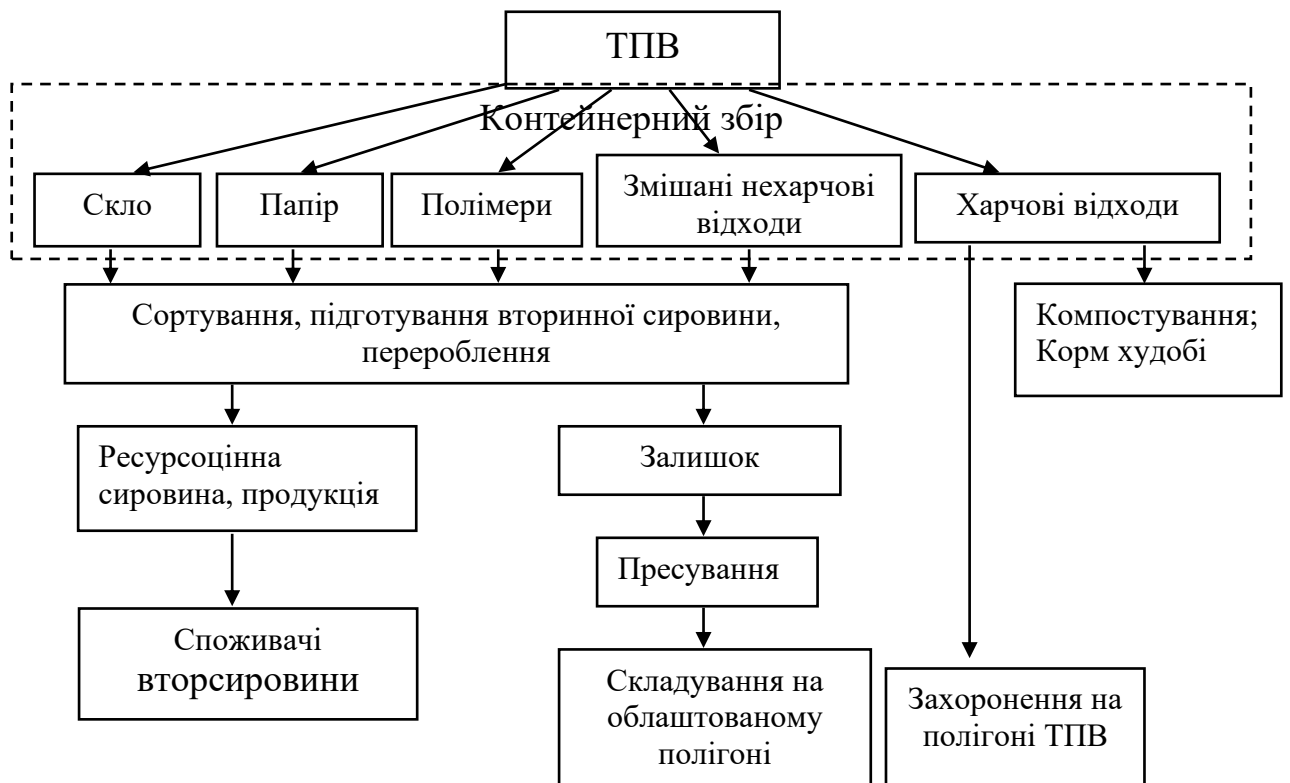 ТПВ
Контейнерний збір
Скло
Папір
Полімери
Змішані нехарчові
відходи
Харчові відходи
Сортування, підготування вторинної сировини,
перероблення
Компостування;
Корм худобі
Ресурсоцінна
сировина, продукція
Залишок
Пресування
Споживачі
вторсировини
Складування на
облаштованому
полігоні
Захоронення на
полігоні ТПВ